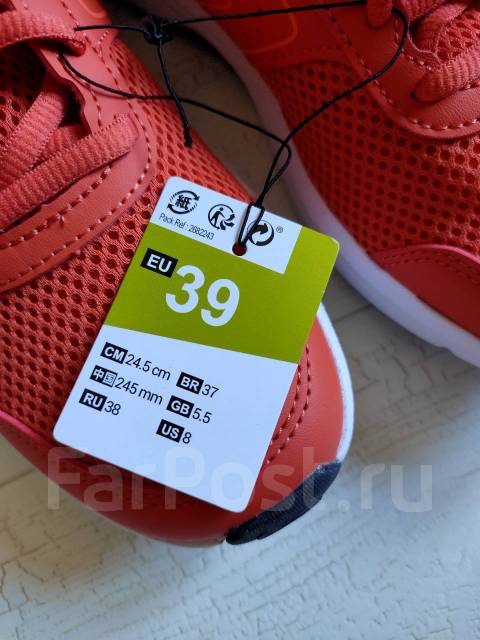 紙
®
Pack Ref : 2682243
EU 39
CM 24.5 cm BR 37
中国 245 mm GB 5.5
RU 38 US 8
FarPost.ru